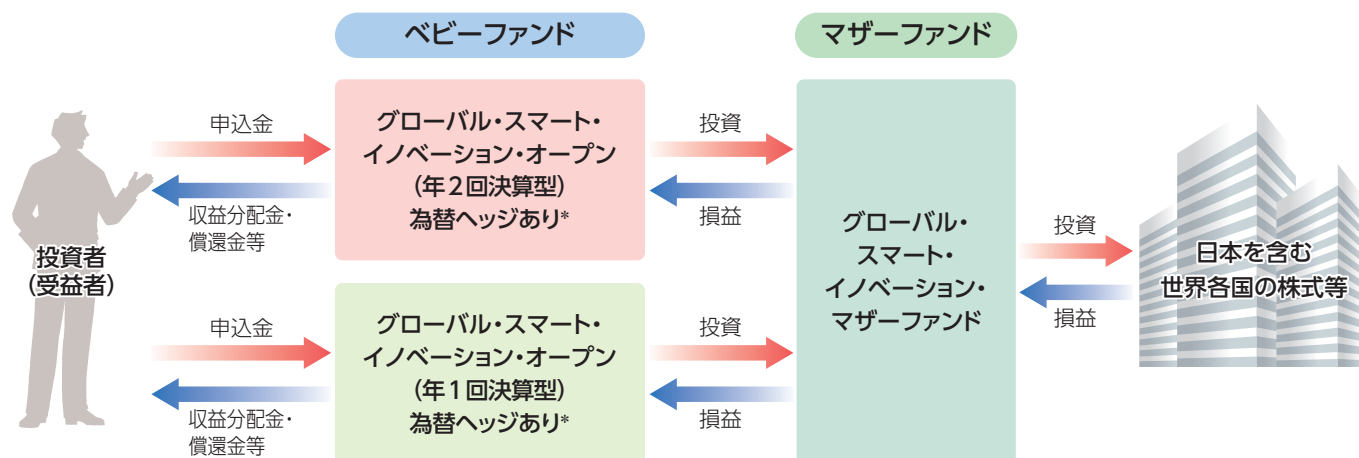 ベビーファンド
マザーファンド
申込金
収益分配金・
償還金等
グローバル・スマート・
イノベーション・オープン
(年2回決算型)
為替ヘッジあり*
投資
損益
投資者
(受益者)
申込金
収益分配金・
償還金等
グローバル・スマート・
イノベーション・オープン
(年1回決算型)
為替ヘッジあり*
投資
損益
グローバル・
スマート・
イノベーション・
マザーファンド
投資
損益
日本を含む
世界各国の株式等